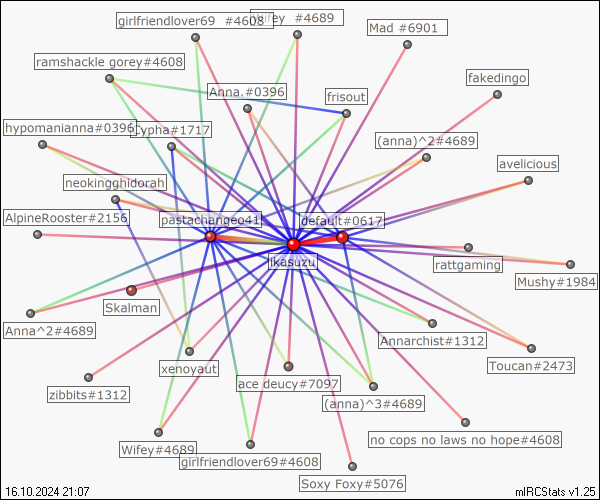 girlfriendlover69 #4608
wifey #4689
Mad #6901
ramshackle gorey#4608
fakedingo
Anna.#0396
frisout
hypomanianna#0396
Cypha#1717
(anna)^2#4689
avelicious
neokingghidorah
AlpineRooster#2156
pastachangeo41
default#0617
ikasuzu
rattgaming
Mushy#1984
Skalman
Anna^2#4689
Annarchist#1312
xenoyaut
Toucan#2473
zibbits#1312
ace deucy#7097
(anna)^3#4689
no cops no laws no hope#4608
Wifey#4689
girlfriendlover69#4608
Soxy Foxy#5076
16.10.2024 21:07
mIRCStats v1.25